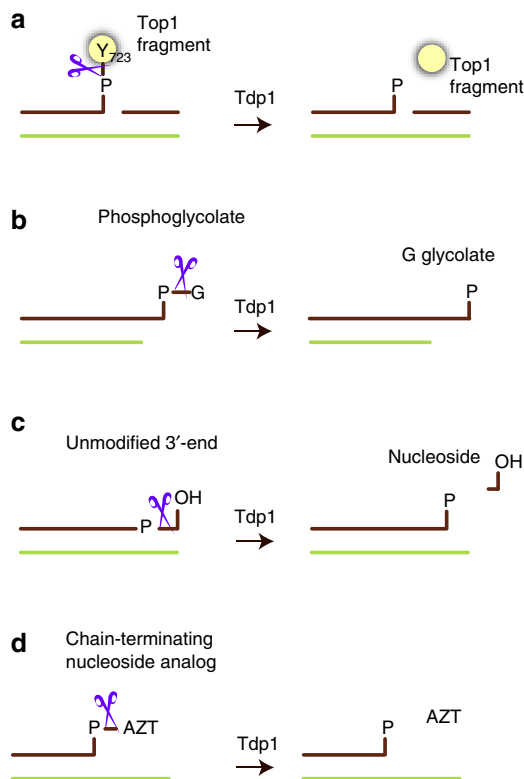 a
Top1
fragment
Y723
P
Tdp1
P
Top1
fragment
b
Phosphoglycolate
P
G
Tdp1
G glycolate
P
c
Unmodified 3′-end
OH
P
Tdp1
Nucleoside
OH
P
d
Chain-terminating
nucleoside analog
P
AZT
Tdp1
P
AZT